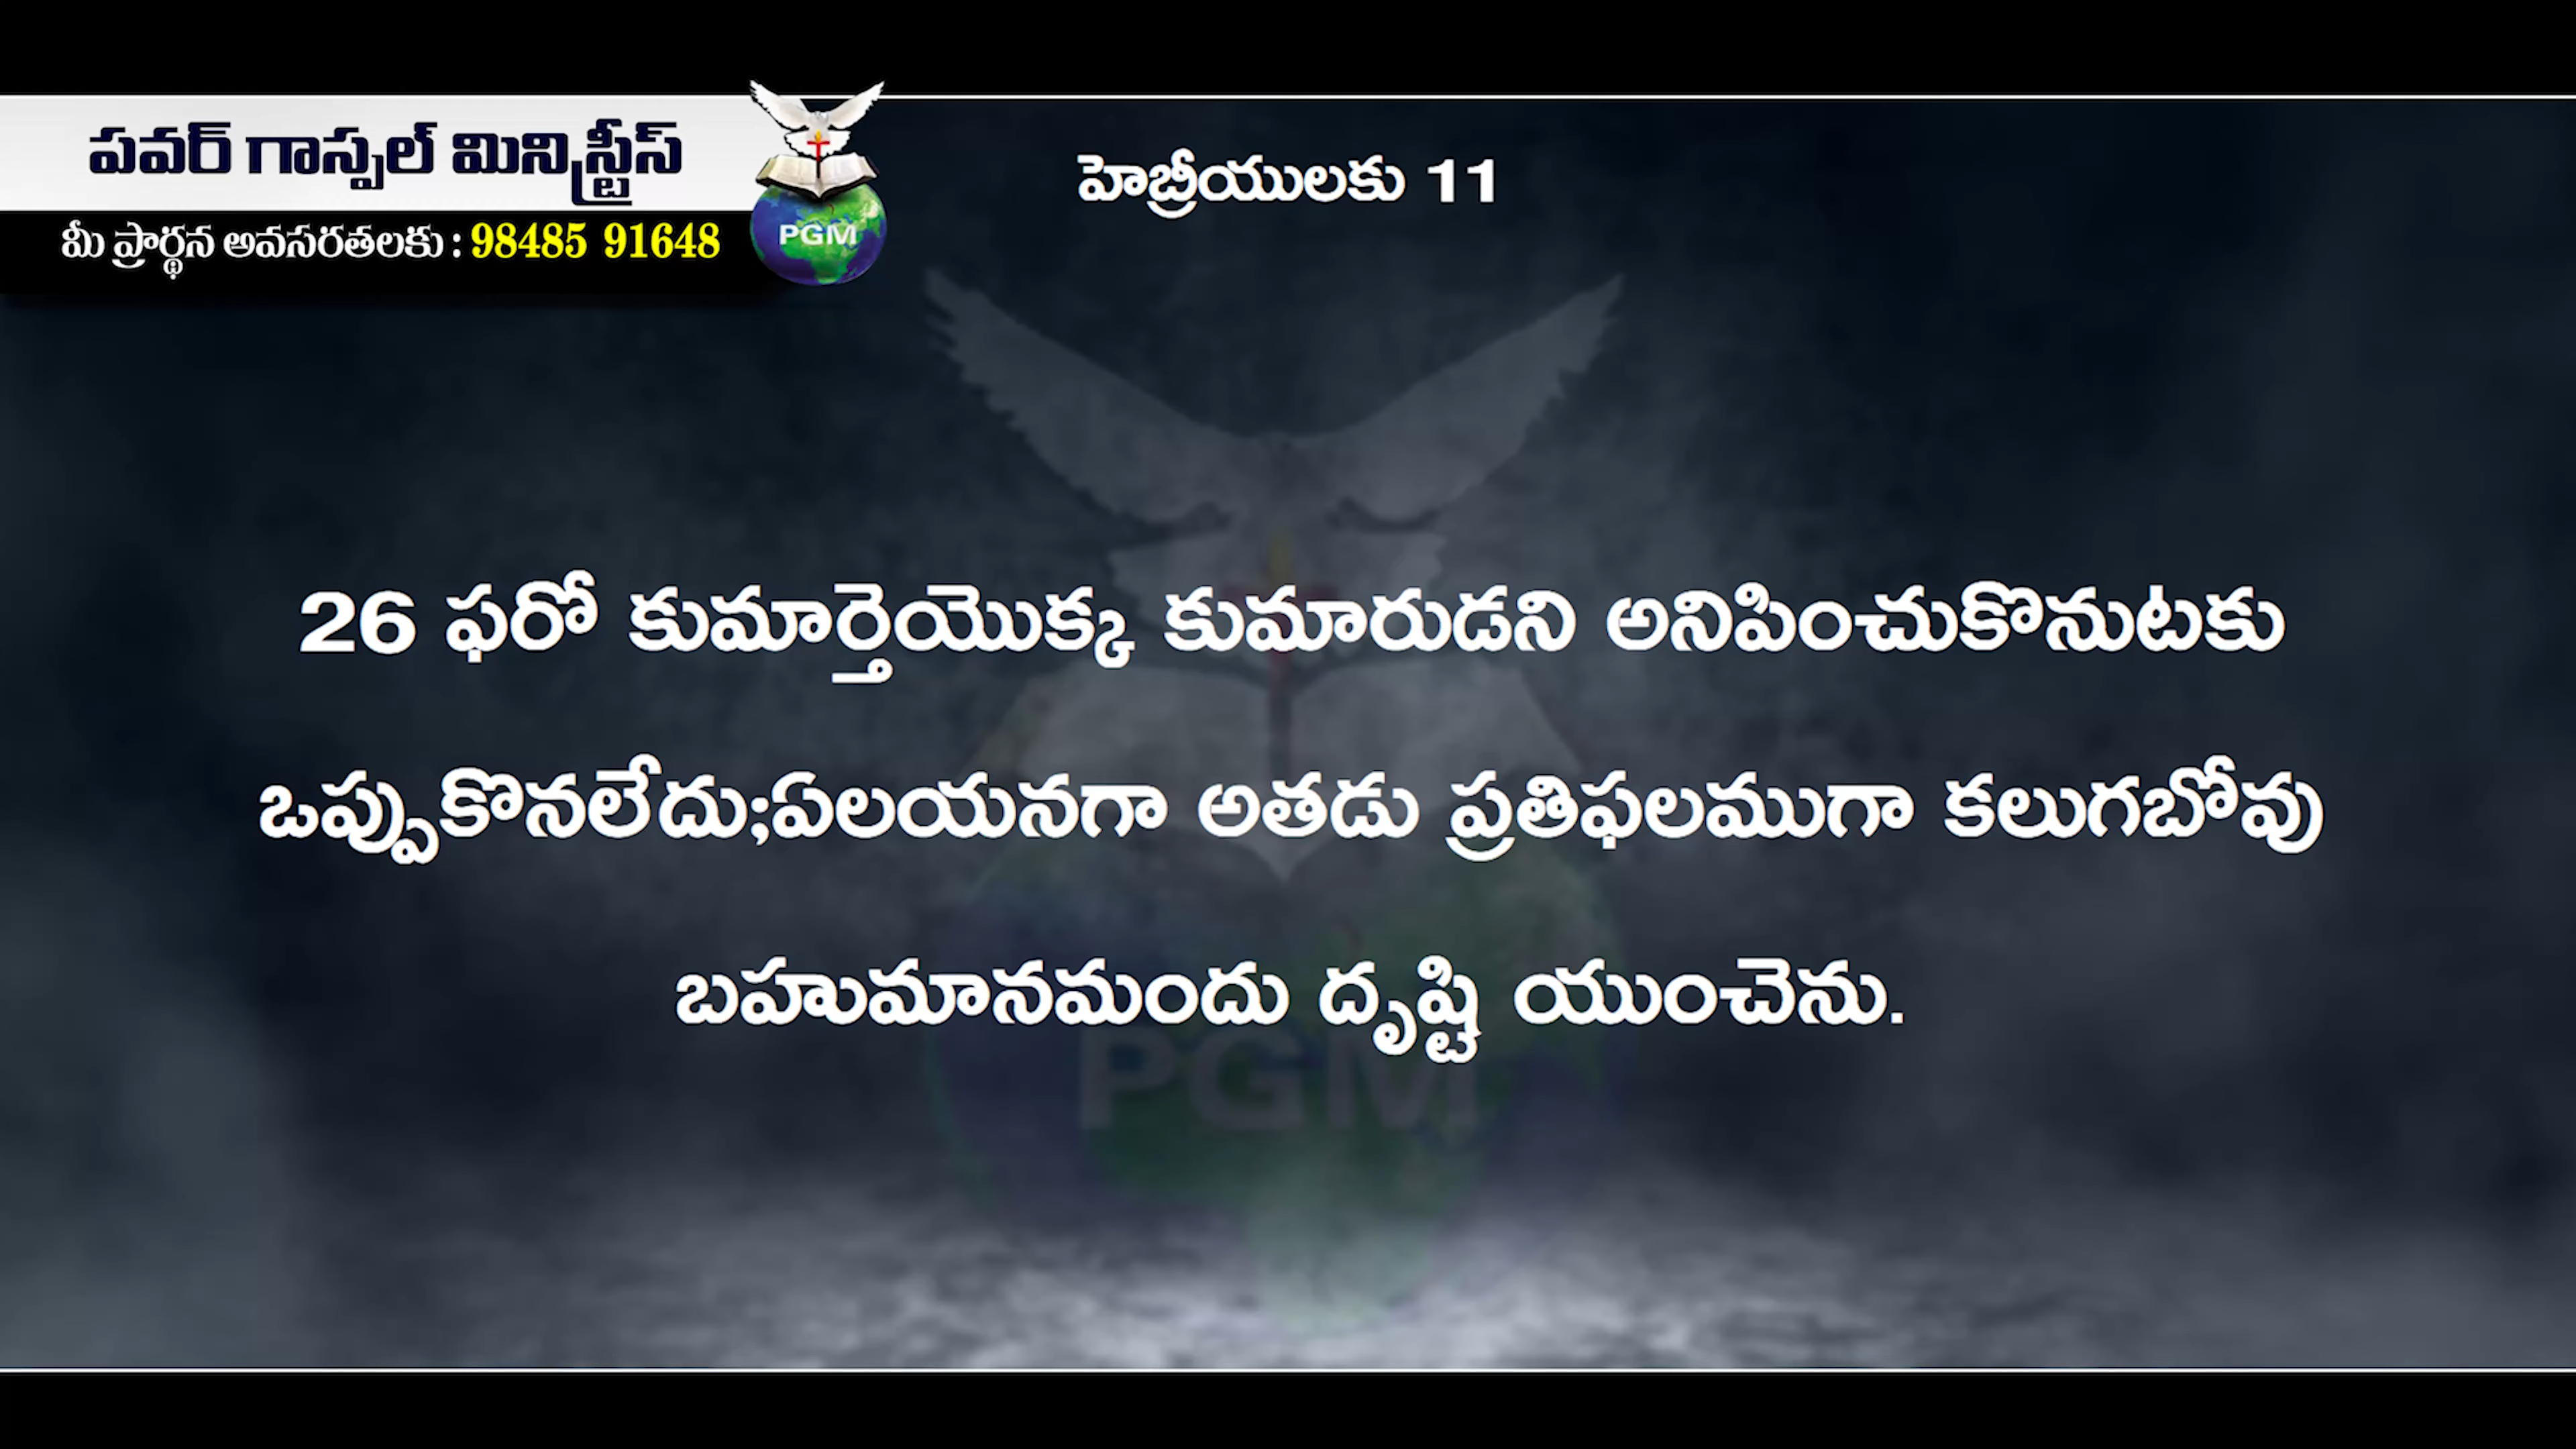 పవర్ గాస్పల్ మినిస్ట్రీస్
మీ ప్రార్థన అవసరతలకు : 98485 91648
PGM
హెబ్రీయులకు 11
26 ఫరో కుమార్తెయొక్క కుమారుడని అనిపించుకొనుటకు
ఒప్పుకొనలేదు;ఏలయనగా అతడు ప్రతిఫలముగా కలుగబోవు
బహుమానమందు దృష్టి యుంచెను.
PGM